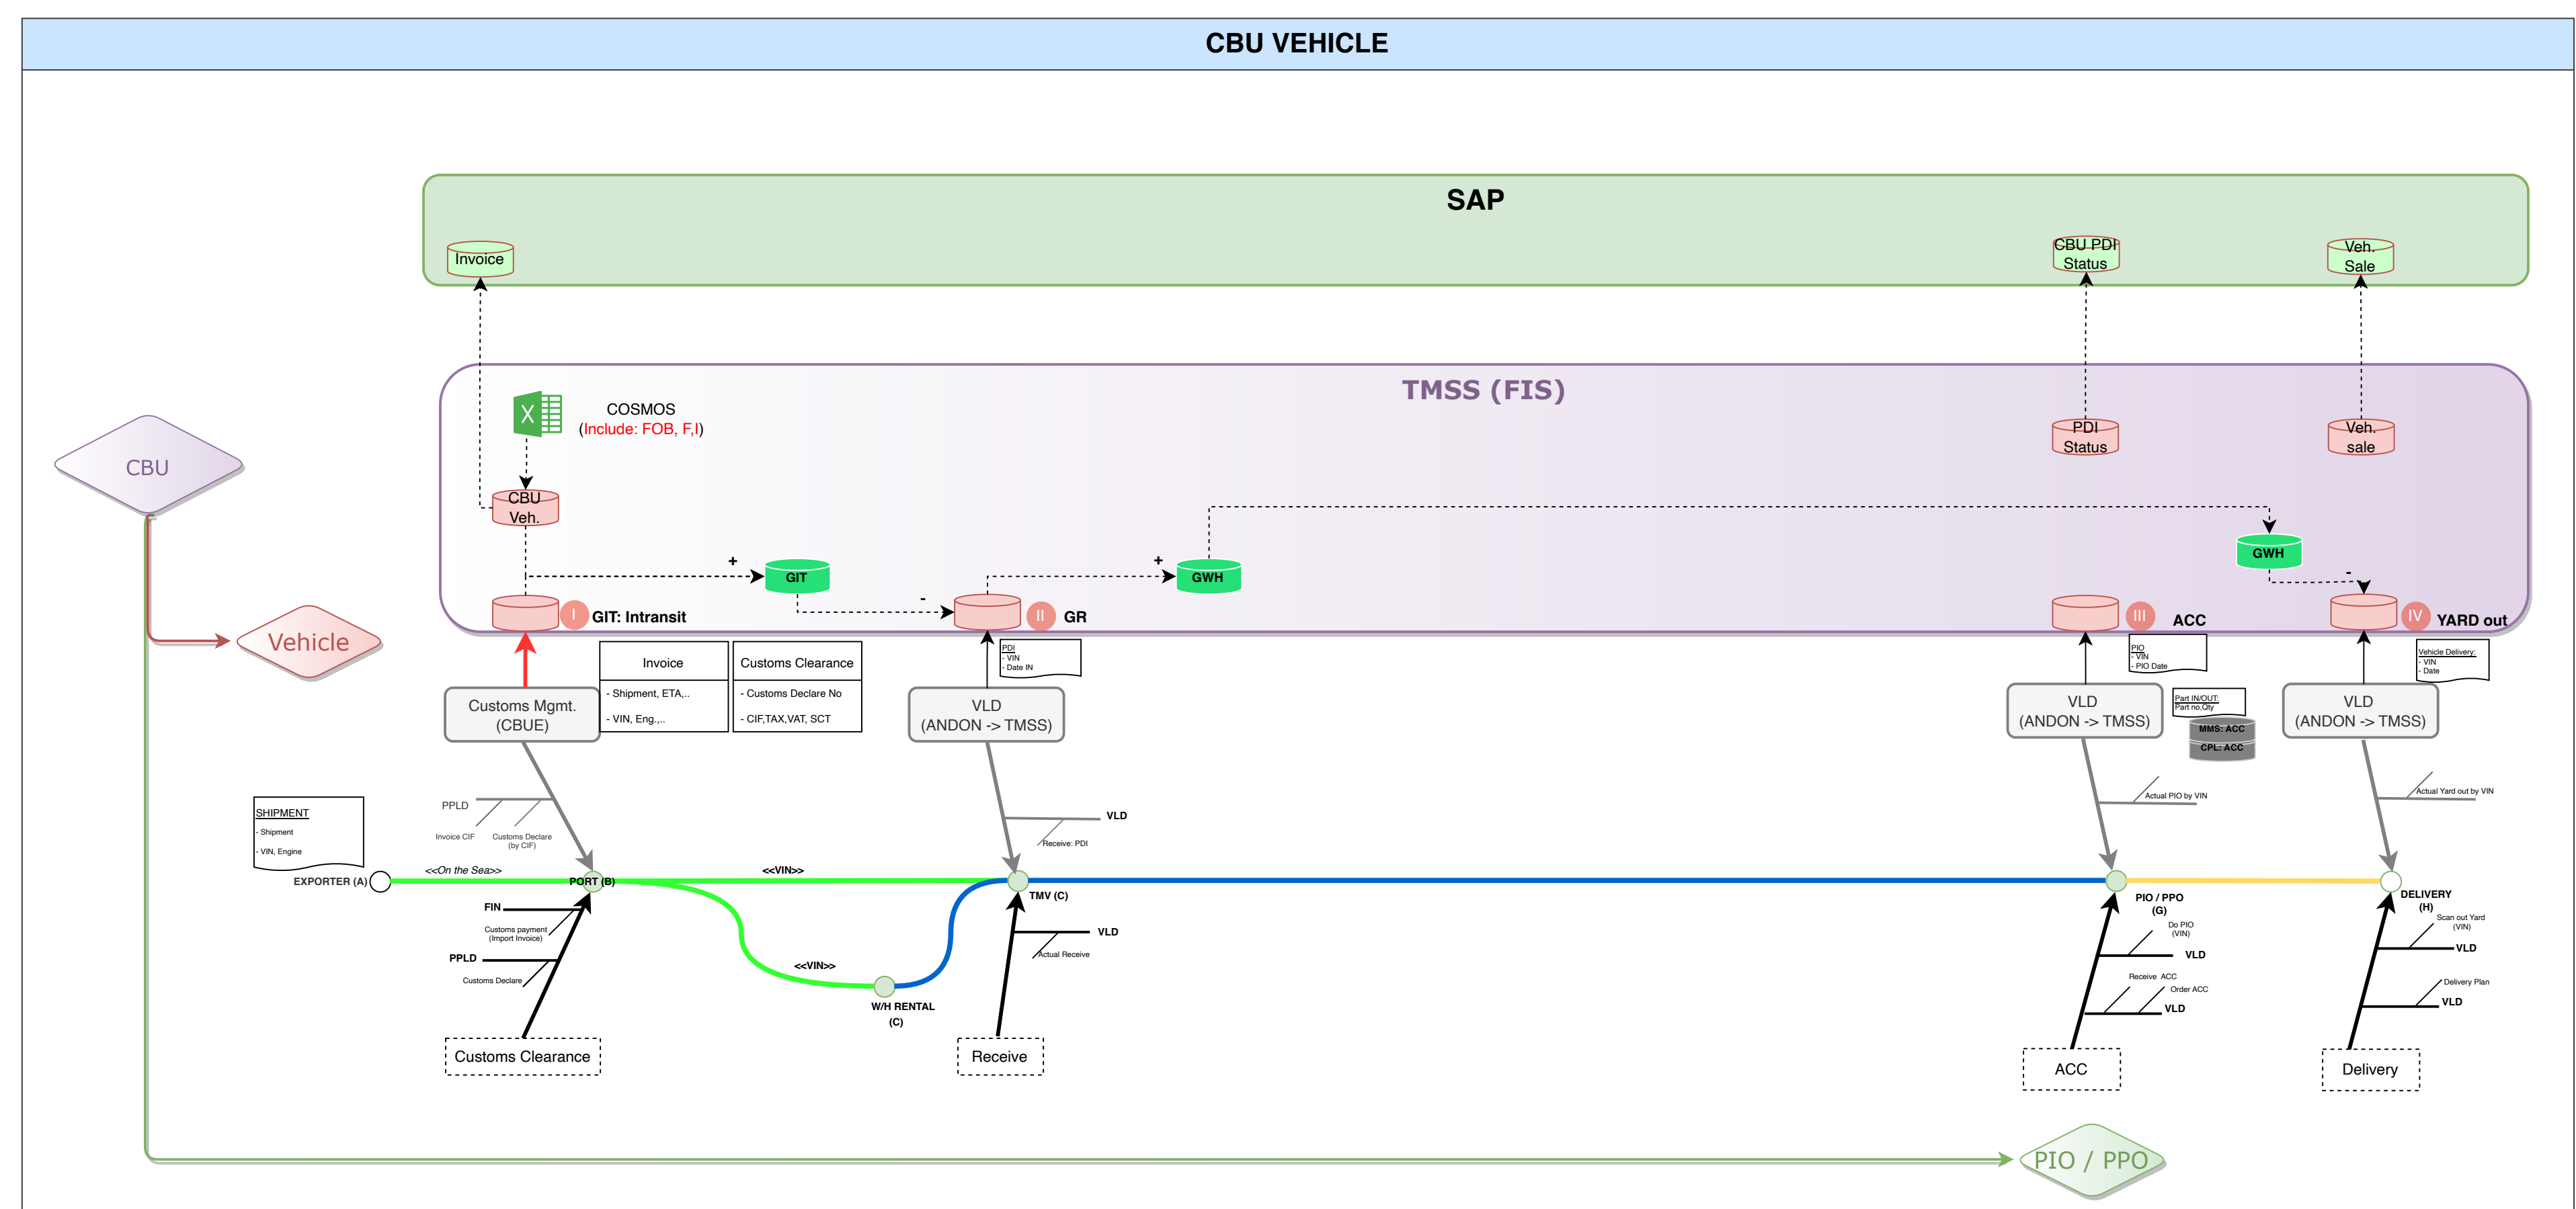 CBU VEHICLE
SAP
Invoice
CBU PDI
Status
Veh.
Sale
TMSS (FIS)
COSMOS
(Include: FOB, F,I)
PDI
Status
Veh.
sale
CBU
CBU
Veh.
+
GIT
-
+
GWH
GWH
-
I
GIT: Intransit
II
GR
III
ACC
IV
YARD out
Vehicle
Invoice
- Shipment, ETA,..
- VIN, Eng.,..
Customs Clearance
- Customs Declare No
- CIF,TAX,VAT, SCT
PDI
- VIN
- Date IN
PIO
- VIN
- PIO Date
Vehicle Delivery:
- VIN
- Date
Customs Mgmt.
(CBUE)
VLD
(ANDON -> TMSS)
VLD
(ANDON -> TMSS)
Part IN/OUT:
Part no,Qty
MMS: ACC
CPL: ACC
VLD
(ANDON -> TMSS)
PPLD
Invoice CIF
Customs Declare
(by CIF)
VLD
Receive: PDI
Actual PIO by VIN
Actual Yard out by VIN
SHIPMENT
- Shipment
- VIN, Engine
EXPORTER (A)
<<On the Sea>>
PORT (B)
<<VIN>>
TMV (C)
PIO / PPO
(G)
DELIVERY
(H)
FIN
Customs payment
(Import Invoice)
PPLD
Customs Declare
<<VIN>>
W/H RENTAL
(C)
VLD
Actual Receive
Do PIO
(VIN)
VLD
Receive ACC
Order ACC
VLD
Scan out Yard
(VIN)
VLD
Delivery Plan
VLD
Customs Clearance
Receive
ACC
Delivery
PIO / PPO